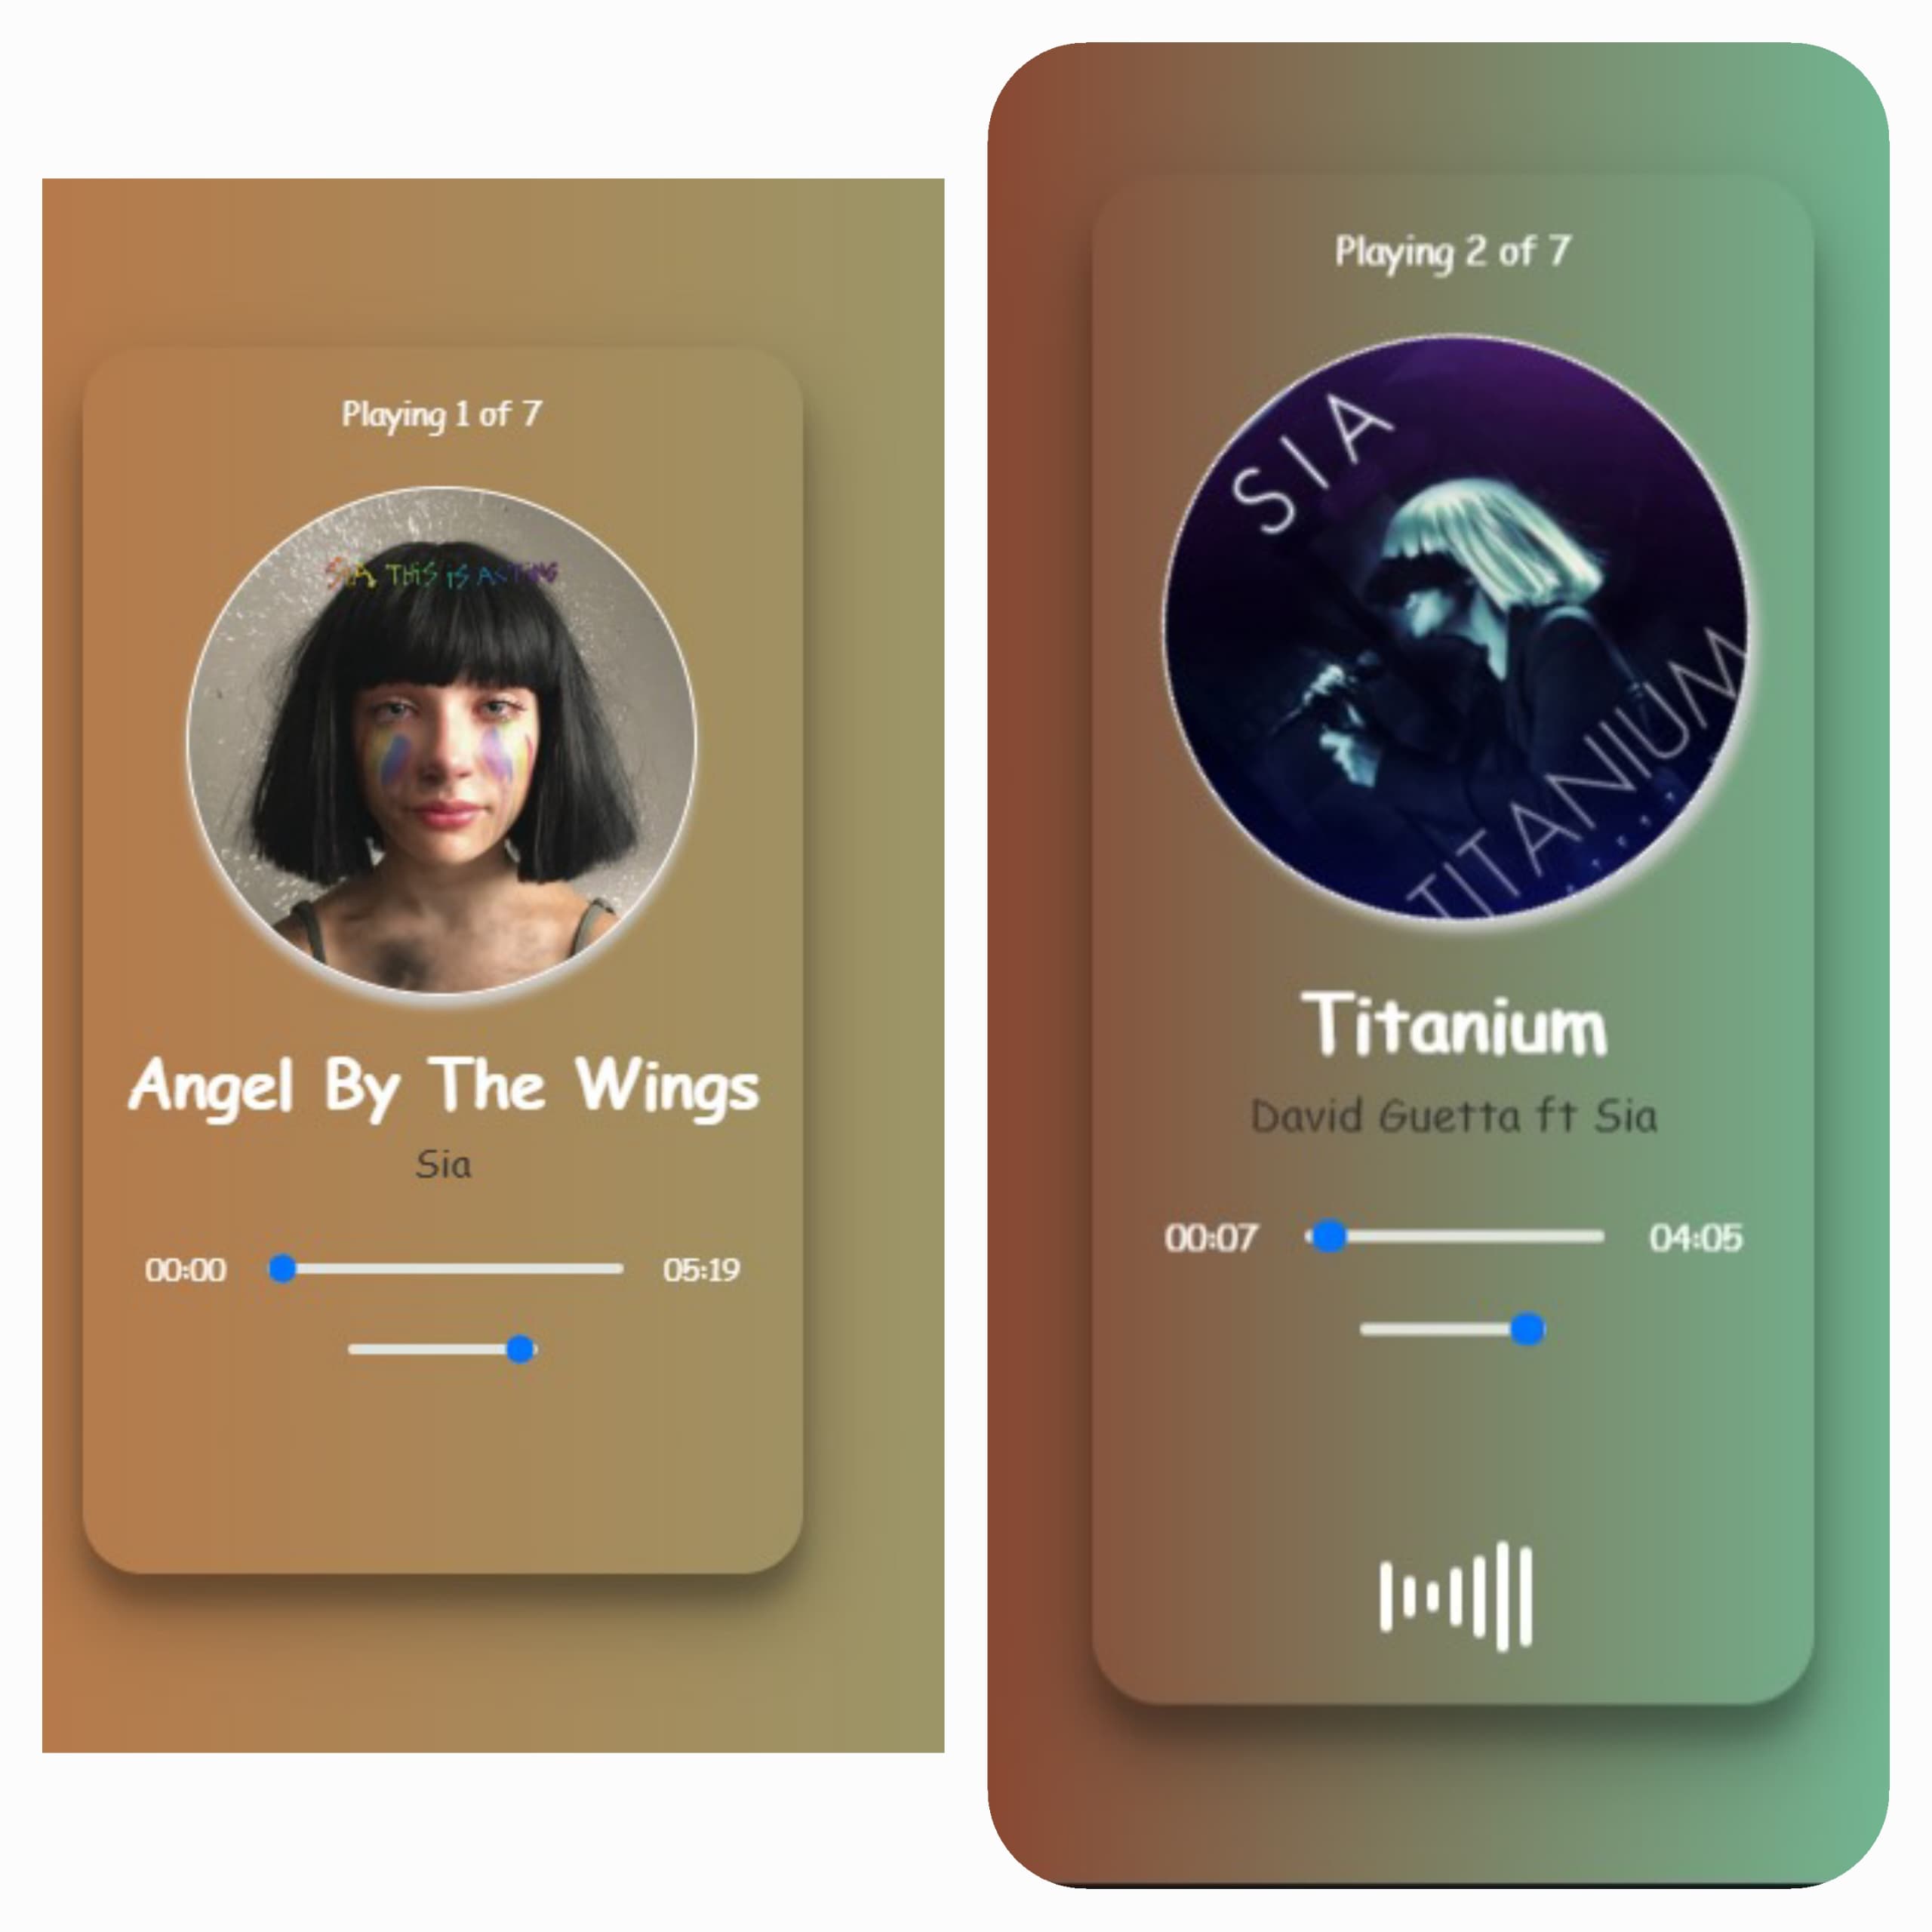 Playing 1 of 7
SIA THIS IS ACTING
Angel By The Wings
Sia
00:00 05:19
Playing 2 of 7
SIA
TITANIUM
Titanium
David Guetta ft Sia
00:07 04:05